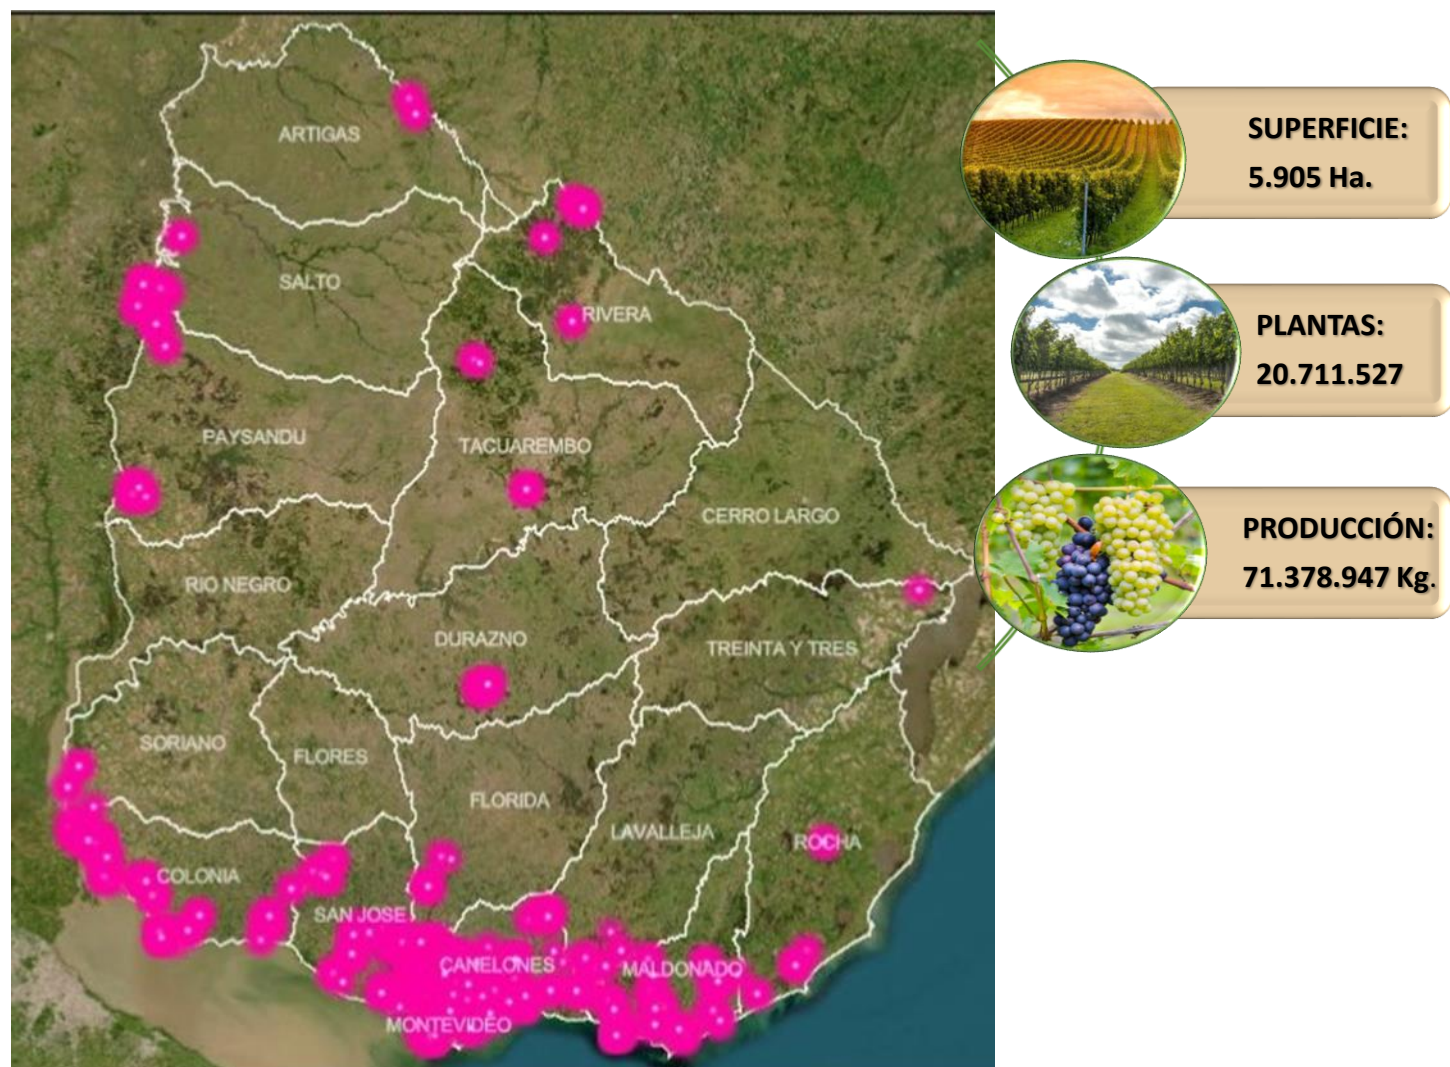 ARTIGAS
SALTO
RIVERA
PAYSANDU
TACUAREMBO
CERRO LARGO
RIO NEGRO
DURAZNO
TREINTA Y TRES
SORIANO
FLORES
FLORIDA
LAVALLEJA
ROCHA
COLONIA
SAN JOSE
CANELONES
MALDONADO
MONTEVIDEO
SUPERFICIE:
5.905 Ha.
PLANTAS:
20.711.527
PRODUCCIÓN:
71.378.947 Kg.